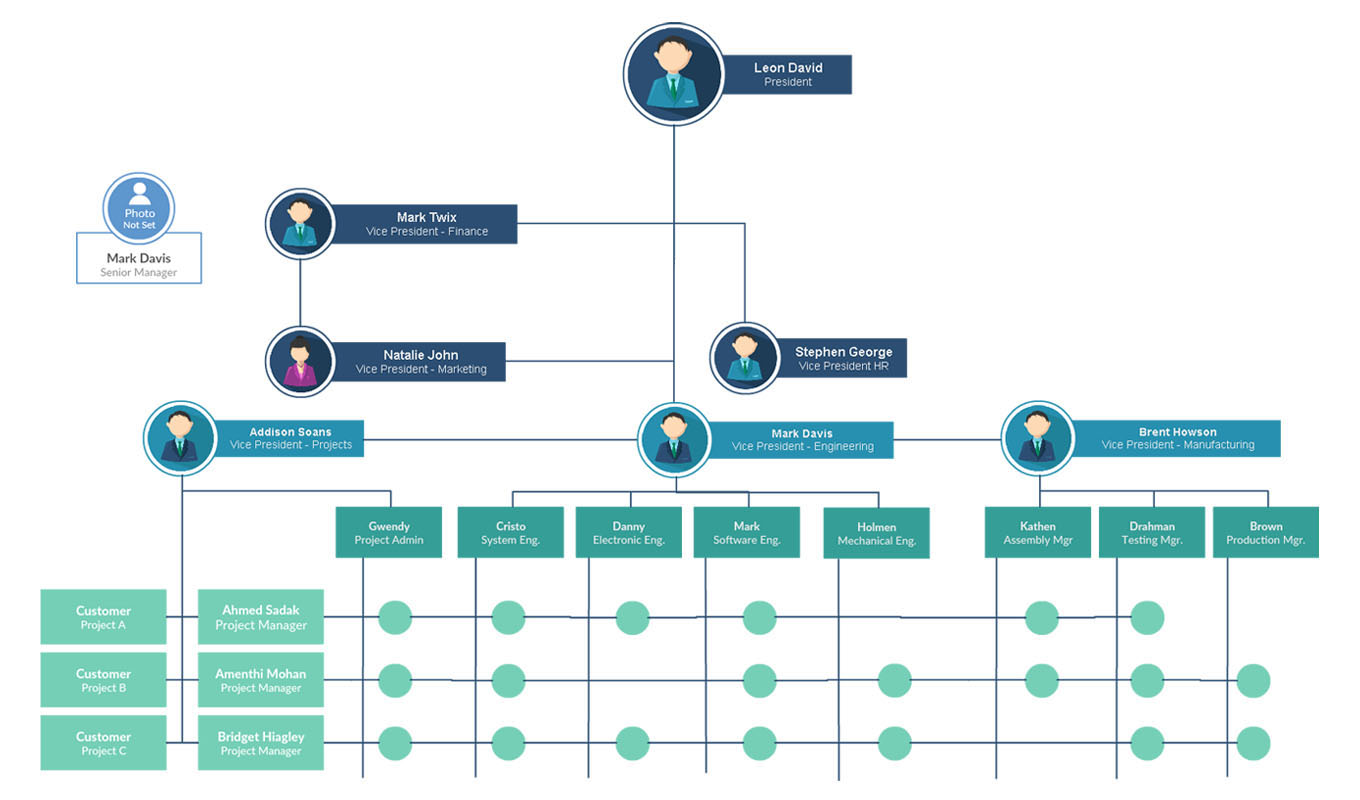 Leon David
President
Photo
Not Set
Mark Davis
Senior Manager
Mark Twix
Vice President - Finance
Natalie John
Vice President - Marketing
Stephen George
Vice President HR
Addison Soans
Vice President - Projects
Mark Davis
Vice President - Engineering
Brent Howson
Vice President - Manufacturing
Gwendy
Project Admin
Cristo
System Eng.
Danny
Electronic Eng.
Mark
Software Eng.
Holmen
Mechanical Eng.
Kathen
Assembly Mgr
Drahman
Testing Mgr.
Brown
Production Mgr.
Customer
Project A
Ahmed Sadak
Project Manager
Customer
Project B
Amenthi Mohan
Project Manager
Customer
Project C
Bridget Hiagley
Project Manager